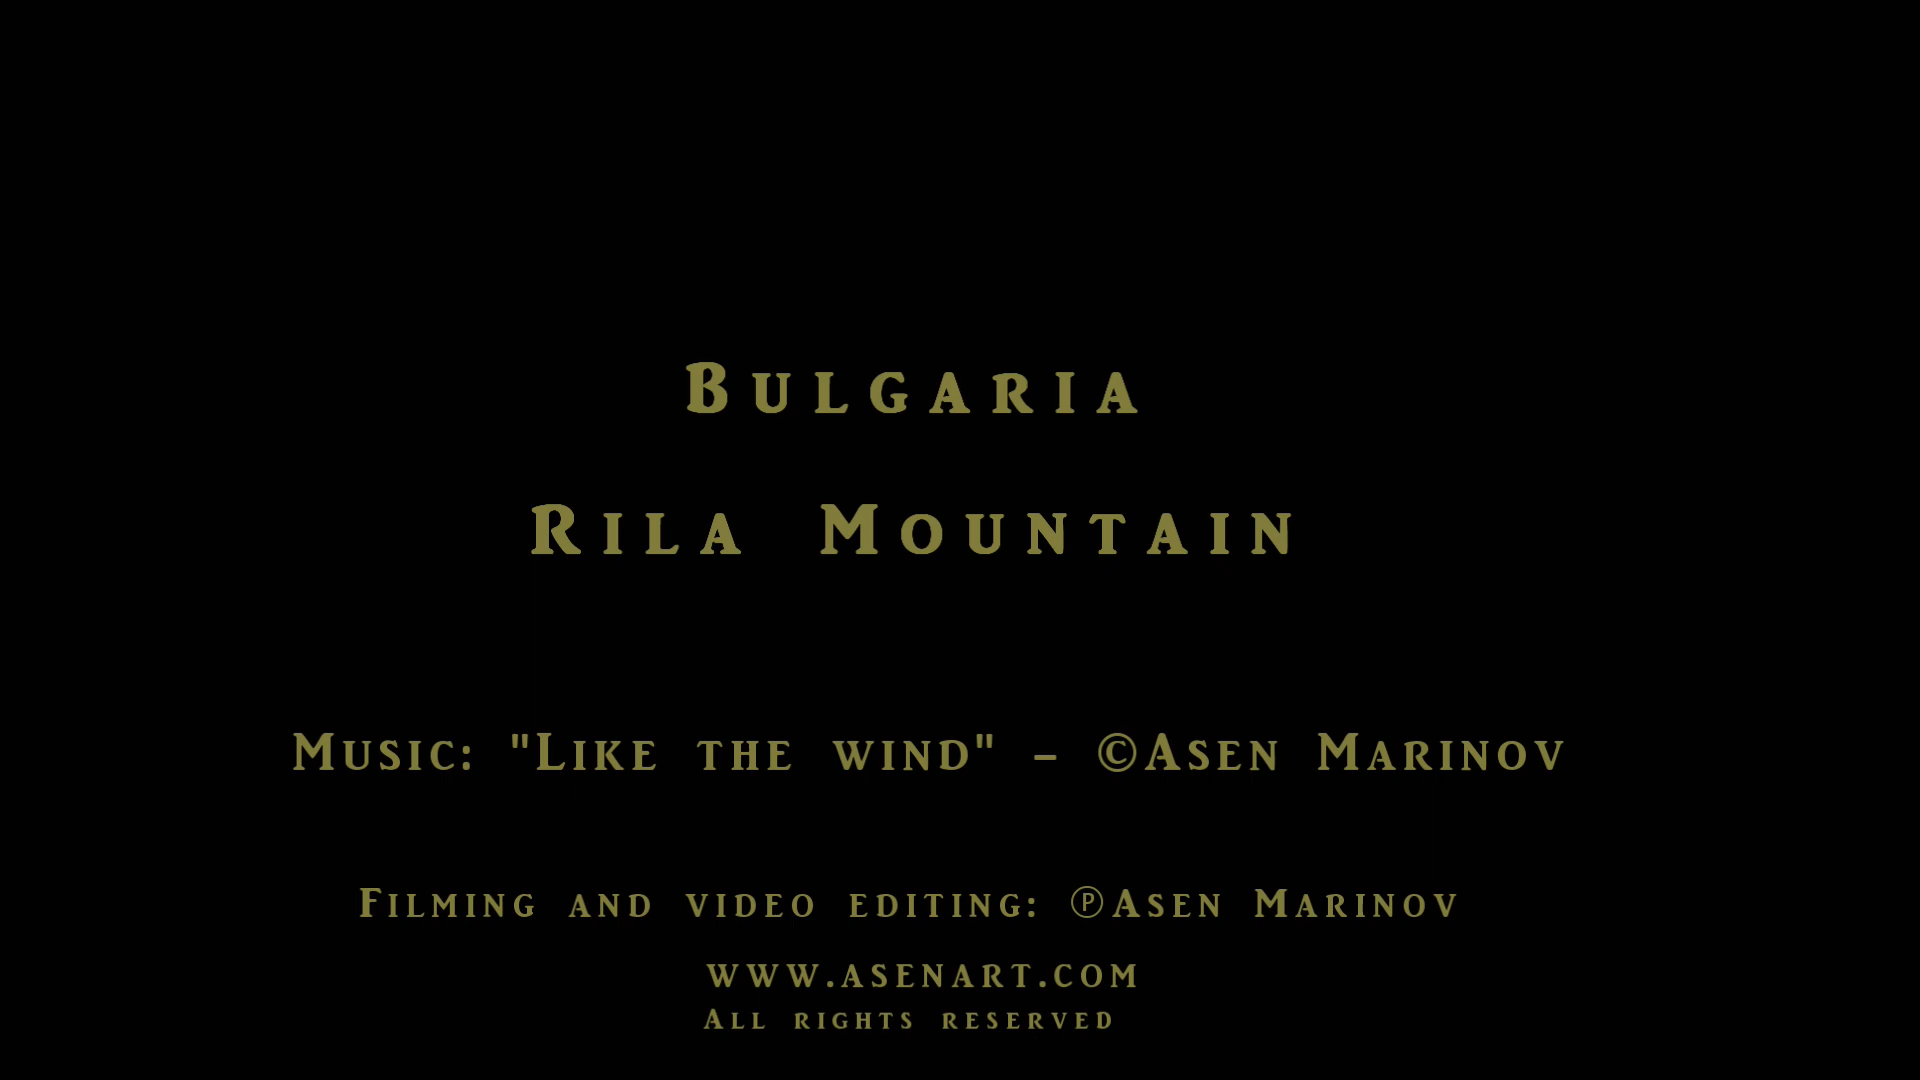 Bulgaria
Rila Mountain
Music: "Like the wind" – ©Asen Marinov
Filming and video editing: ℗Asen Marinov
www.asenart.com
All rights reserved